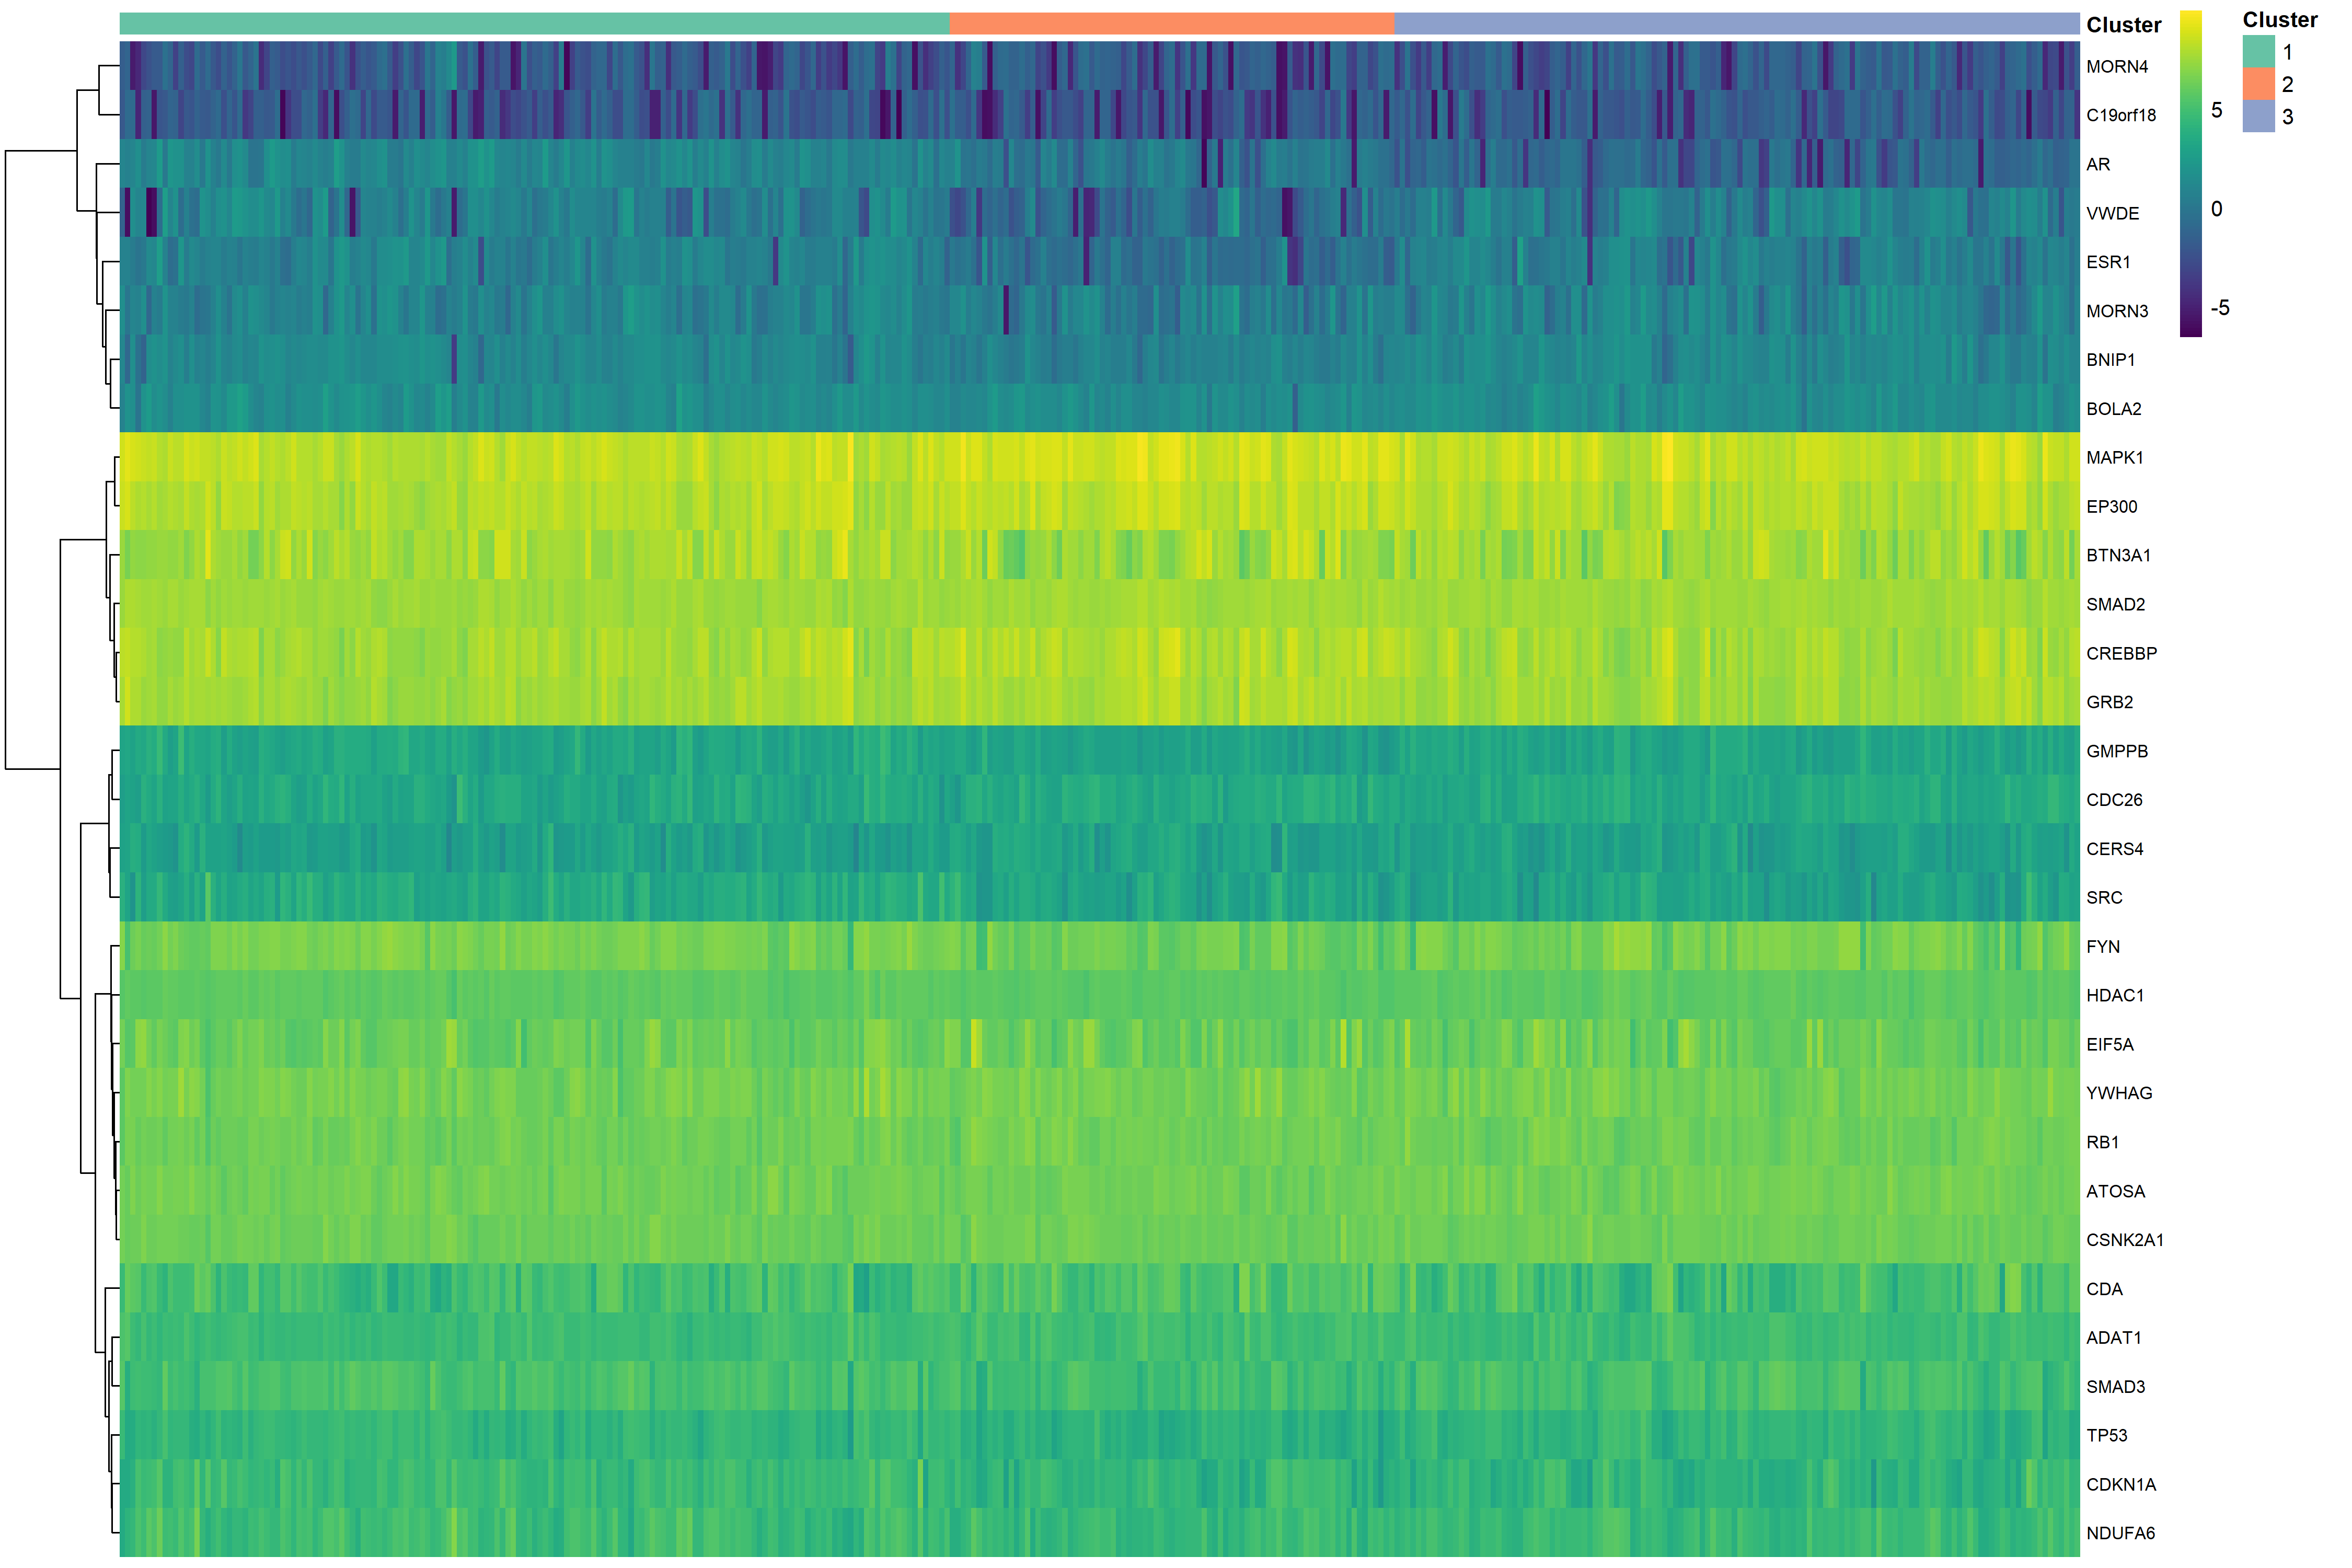 Cluster
Cluster
1
2
3
5
0
-5
MORN4
C19orf18
AR
VWDE
ESR1
MORN3
BNIP1
BOLA2
MAPK1
EP300
BTN3A1
SMAD2
CREBBP
GRB2
GMPPB
CDC26
CERS4
SRC
FYN
HDAC1
EIF5A
YWHAG
RB1
ATOSA
CSNK2A1
CDA
ADAT1
SMAD3
TP53
CDKN1A
NDUFA6